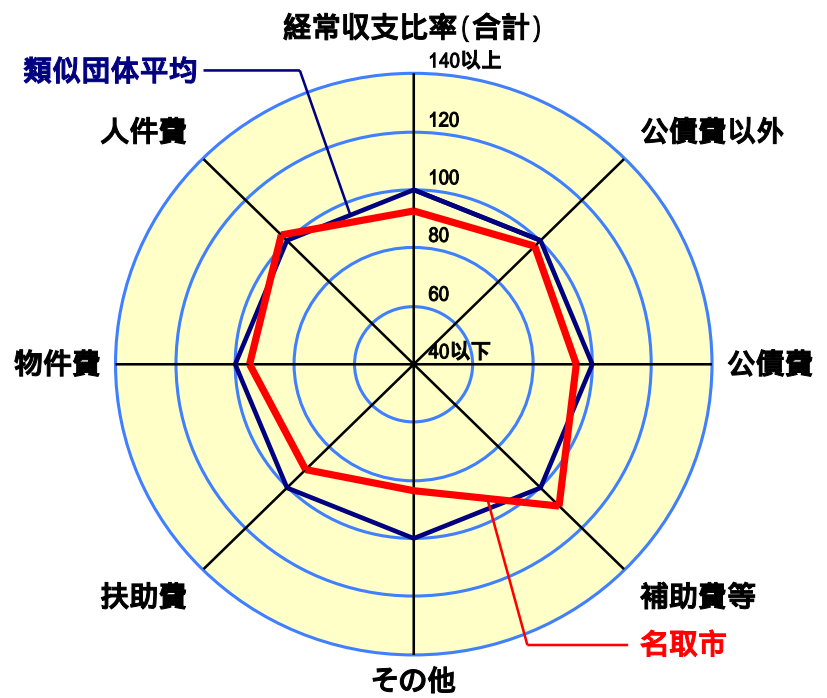 経常収支比率(合計)
140以上
類似団体平均
120
人件費
公債費以外
100
80
60
40以下
物件費
公債費
扶助費
補助費等
名取市
その他